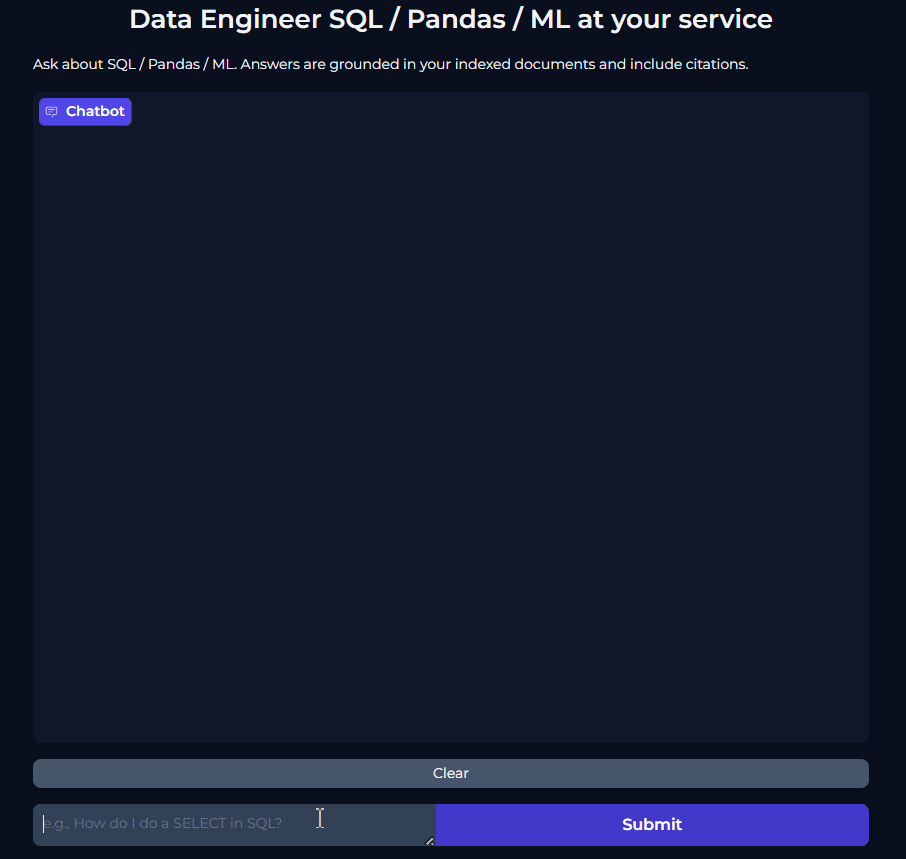 Data Engineer SQL / Pandas / ML at your service
Ask about SQL / Pandas / ML. Answers are grounded in your indexed documents and include citations.
Chatbot
Clear
e.g., How do I do a SELECT in SQL?
Submit